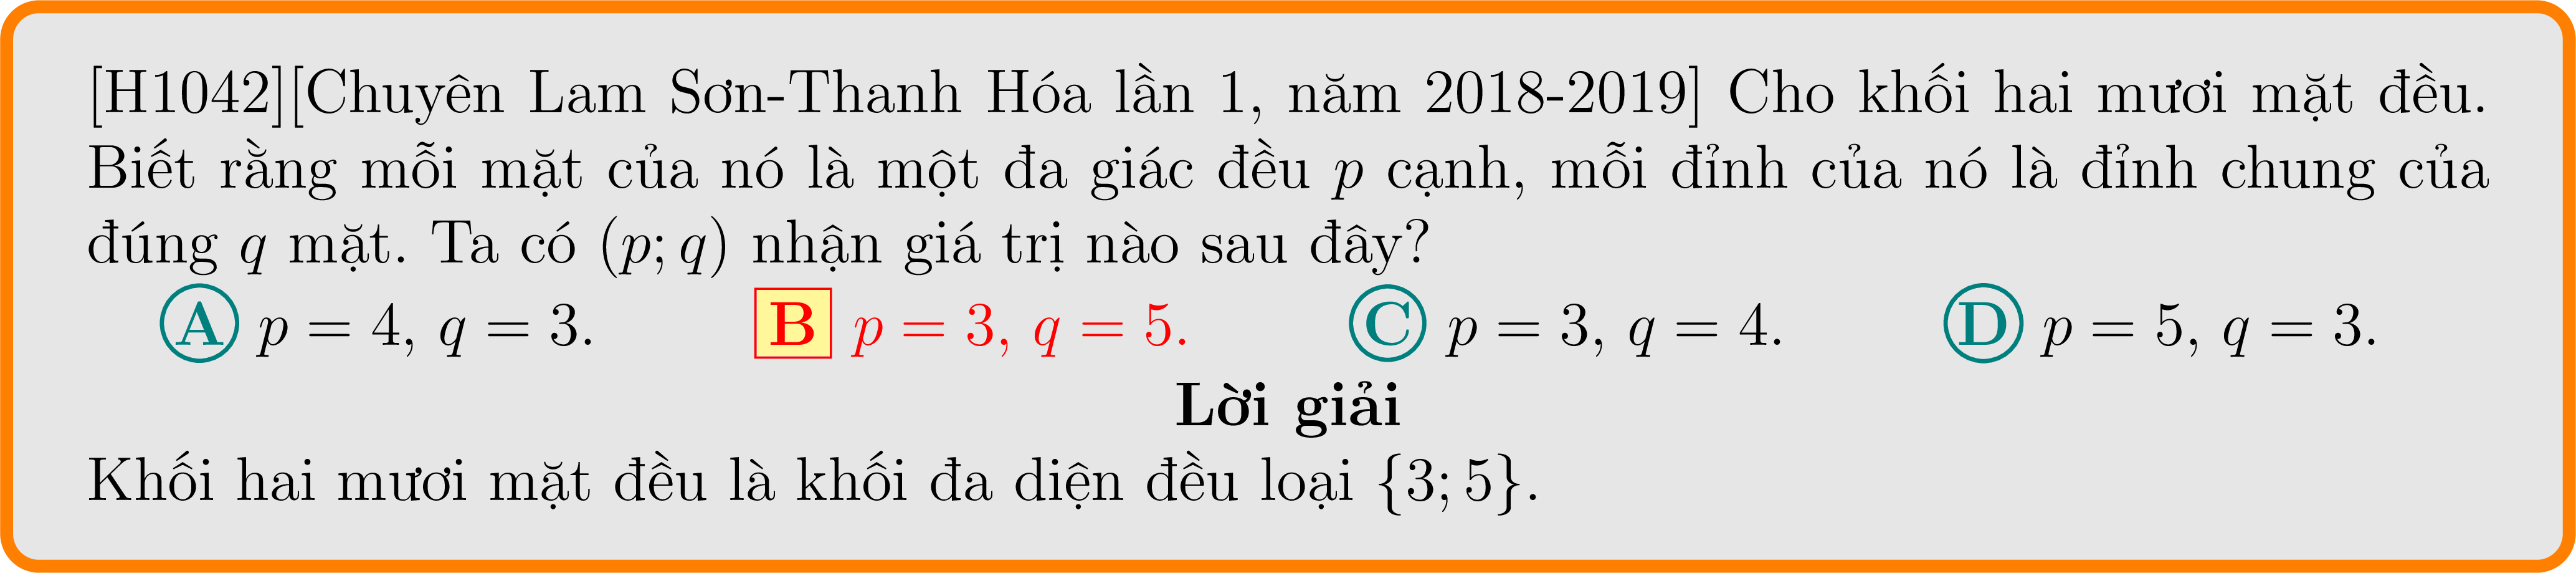 [H1042][Chuyên Lam Sơn-Thanh Hóa lần 1, năm 2018-2019] Cho khối hai mươi mặt đều.
Biết rằng mỗi mặt của nó là một đa giác đều p cạnh, mỗi đỉnh của nó là đỉnh chung của
đúng q mặt. Ta có (p; q) nhận giá trị nào sau đây?
A p = 4, q = 3. B p = 3, q = 5. C p = 3, q = 4. D p = 5, q = 3.
Lời giải
Khối hai mươi mặt đều là khối đa diện đều loại {3; 5}.